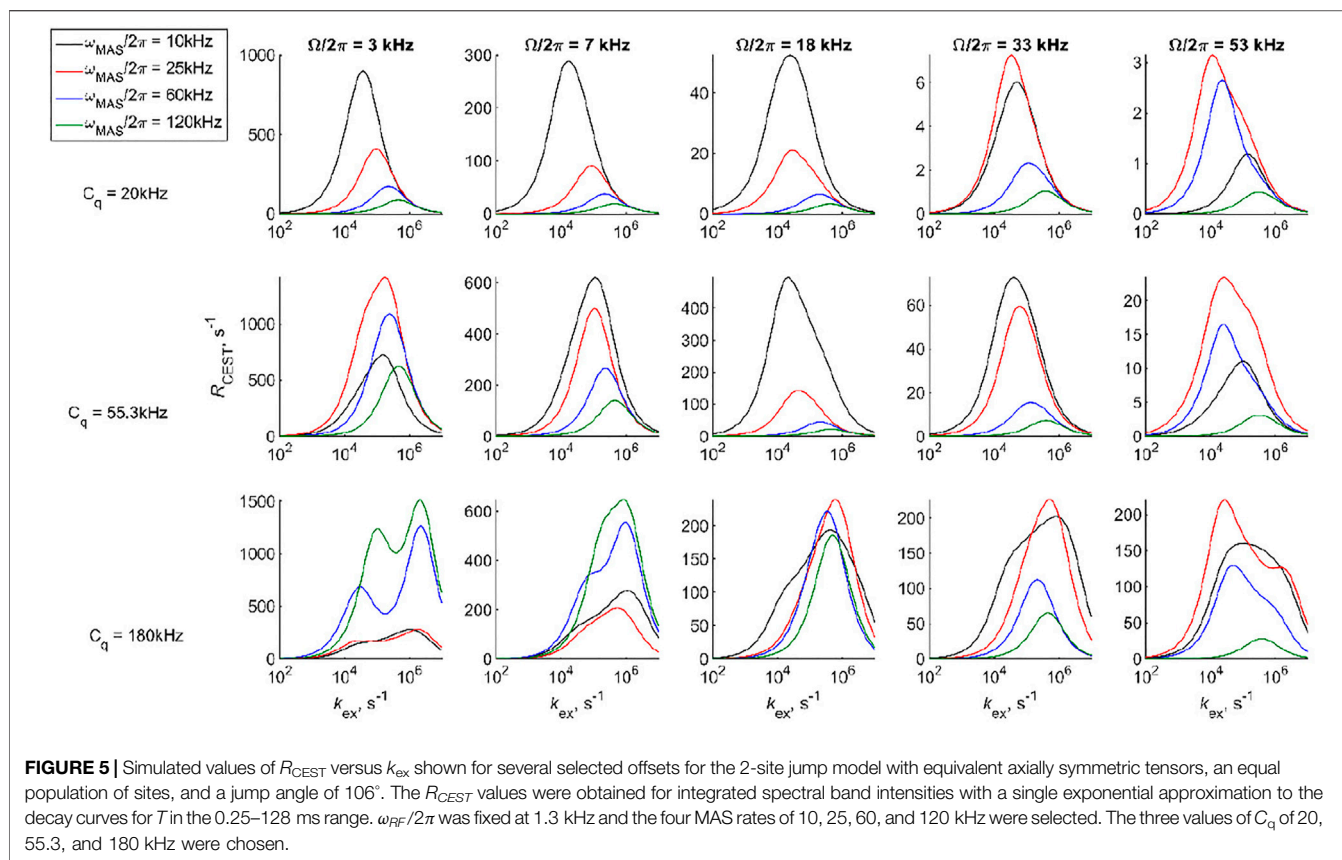 ω_MAS/2π = 10kHz
ω_MAS/2π = 25kHz
ω_MAS/2π = 60kHz
ω_MAS/2π = 120kHz
Ω/2π = 3 kHz
Ω/2π = 7 kHz
Ω/2π = 18 kHz
Ω/2π = 33 kHz
Ω/2π = 53 kHz
C_q = 20kHz
1000
500
0
10^2 10^4 10^6
300
200
100
0
10^2 10^4 10^6
40
20
0
10^2 10^4 10^6
6
4
2
0
10^2 10^4 10^6
3
2
1
0
10^2 10^4 10^6
C_q = 55.3kHz
R_CEST, s^-1
1000
500
0
10^2 10^4 10^6
600
400
200
0
10^2 10^4 10^6
400
300
200
100
0
10^2 10^4 10^6
60
40
20
0
10^2 10^4 10^6
20
15
10
5
0
10^2 10^4 10^6
C_q = 180kHz
1500
1000
500
0
10^2 10^4 10^6
600
400
200
0
10^2 10^4 10^6
200
150
100
50
0
10^2 10^4 10^6
200
150
100
50
0
10^2 10^4 10^6
200
150
100
50
0
10^2 10^4 10^6
k_ex, s^-1
k_ex, s^-1
k_ex, s^-1
k_ex, s^-1
k_ex, s^-1
FIGURE 5 | Simulated values of R_CEST versus k_ex shown for several selected offsets for the 2-site jump model with equivalent axially symmetric tensors, an equal
population of sites, and a jump angle of 106°. The R_CEST values were obtained for integrated spectral band intensities with a single exponential approximation to the
decay curves for T in the 0.25–128 ms range. ω_RF/2π was fixed at 1.3 kHz and the four MAS rates of 10, 25, 60, and 120 kHz were selected. The three values of C_q of 20,
55.3, and 180 kHz were chosen.